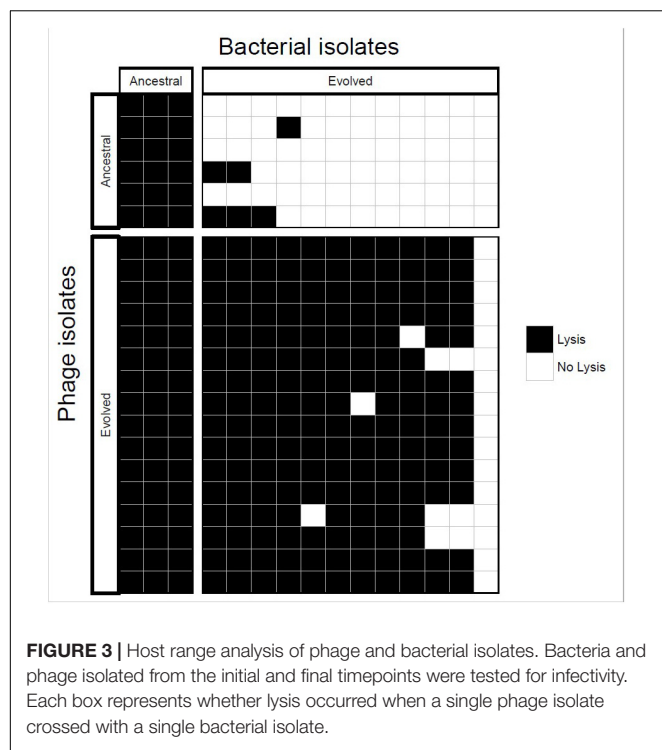 Bacterial isolates
Ancestral
Evolved
Ancestral
Phage isolates
Evolved
Lysis
No Lysis
FIGURE 3 | Host range analysis of phage and bacterial isolates. Bacteria and
phage isolated from the initial and final timepoints were tested for infectivity.
Each box represents whether lysis occurred when a single phage isolate
crossed with a single bacterial isolate.